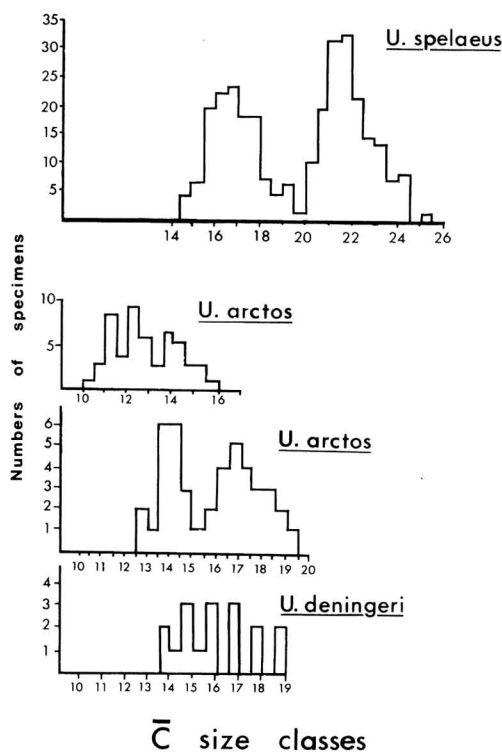 35
30
25
20
15
10
5
U. spelaeus
14 16 18 20 22 24 26
Numbers of specimens
10
5
U. arctos
10 12 14
16
6
5
4
3
2
1
U. arctos
10 11 12 13 14 15 16 17 18 19 20
4
3
2
1
U. deningeri
10 11 12 13 14 15 16 17 18 19
C̅ size classes